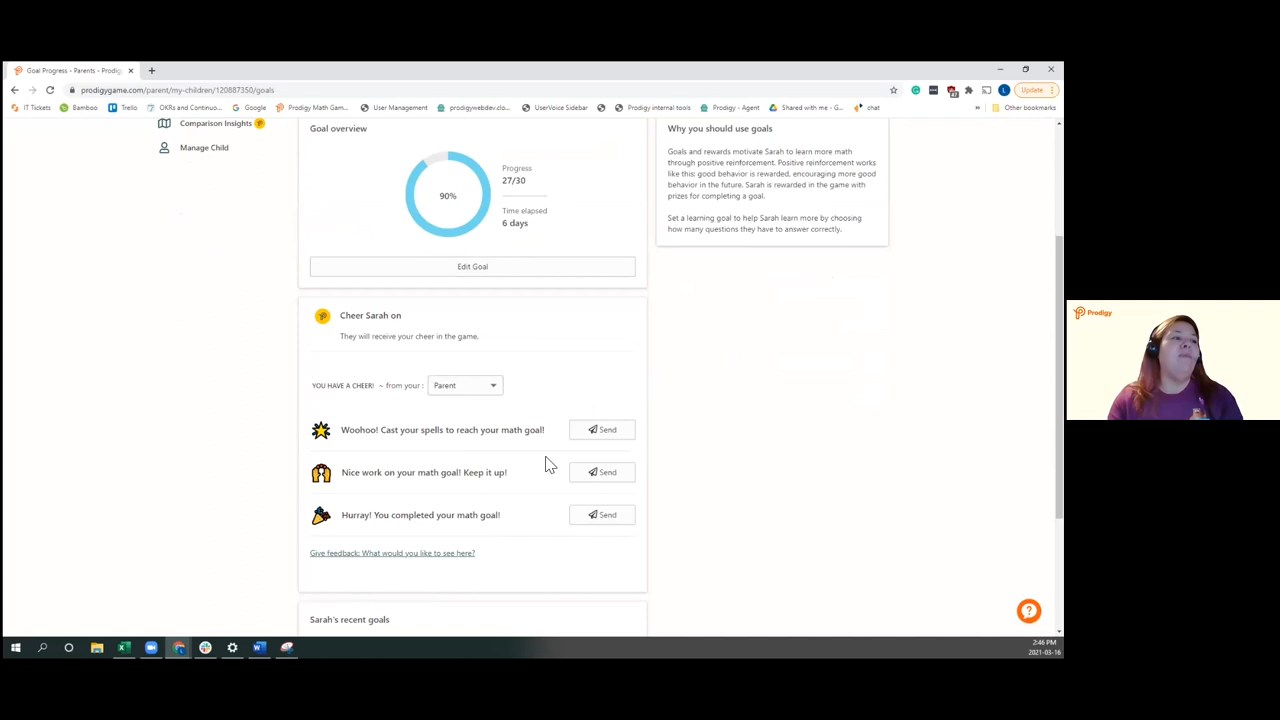 Goal Progress - Parents - Prodigy
prodigygame.com/parent/my-children/120887350/goals
Update
IT Tickets
Bamboo
Trello
OKRs and Continuo...
Google
Prodigy Math Gam...
User Management
prodigywebdev.clo...
UserVoice Sidebar
Prodigy internal tools
Prodigy - Agent
Shared with me - G...
chat
»
Other bookmarks
Comparison Insights
Manage Child
Goal overview
90%
Progress
27/30
Time elapsed
6 days
Edit Goal
Why you should use goals
Goals and rewards motivate Sarah to learn more math
through positive reinforcement. Positive reinforcement works
like this: good behavior is rewarded, encouraging more good
behavior in the future. Sarah is rewarded in the game with
prizes for completing a goal.
Set a learning goal to help Sarah learn more by choosing
how many questions they have to answer correctly.
Cheer Sarah on
They will receive your cheer in the game.
YOU HAVE A CHEER! ~ from your :
Parent
Woohoo! Cast your spells to reach your math goal!
Send
Nice work on your math goal! Keep it up!
Send
Hurray! You completed your math goal!
Send
Give feedback: What would you like to see here?
Sarah's recent goals
Prodigy
2:46 PM
2021-03-16